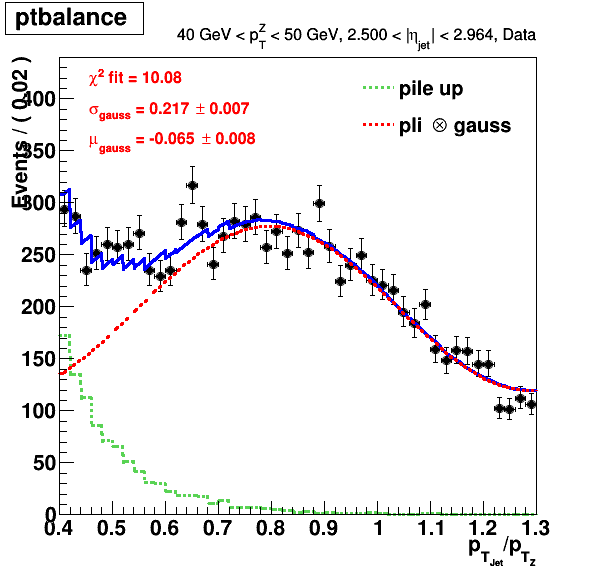 ptbalance
40 GeV < p_T^Z < 50 GeV, 2.500 < |η_jet| < 2.964, Data
Events / ( 0.02 )
χ² fit = 10.08
σ_gauss = 0.217 ± 0.007
μ_gauss = -0.065 ± 0.008
pile up
pli ⊗ gauss
400
350
300
250
200
150
100
50
0
0.4 0.5 0.6 0.7 0.8 0.9 1 1.1 1.2 1.3
p_T_Jet/p_T_Z